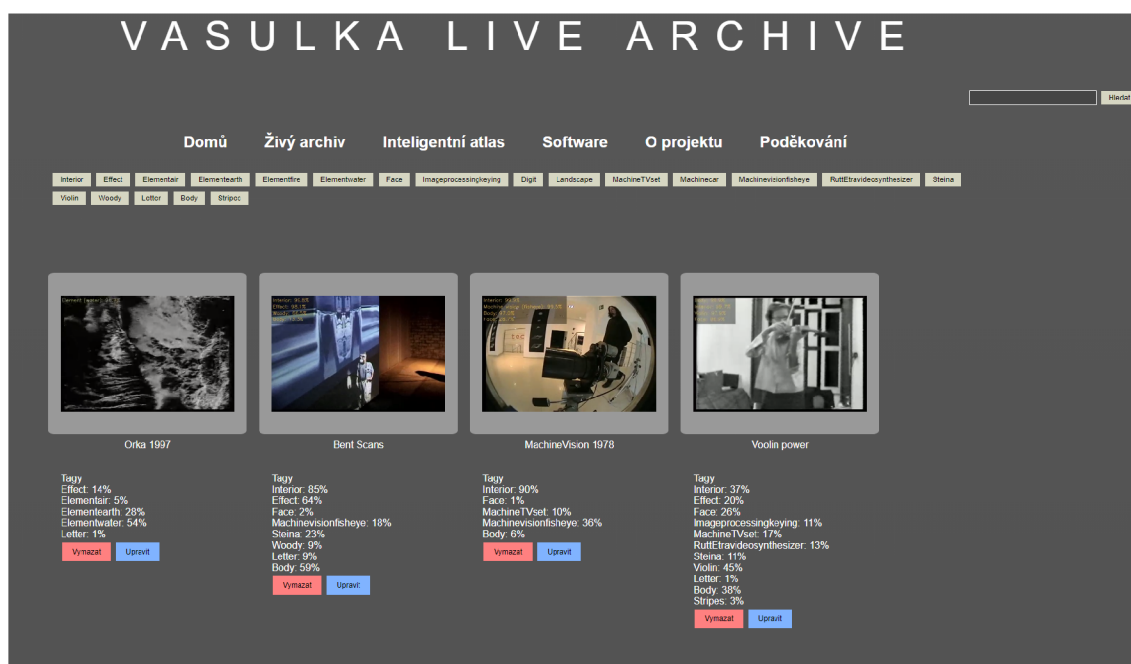 VASULKA LIVE ARCHIVE
Hledat
Domů Živý archiv Inteligentní atlas Software O projektu Poděkování
Interior Effect Elementair Elementearth Elementfire Elementwater Face Imageprocessingkeying Digit Landscape MachineTVset Machinecar Machinevisionfisheye RuttEtravideosynthesizer Steina
Violin Woody Letter Body Stripes
Orka 1997 Bent Scans MachineVision 1978 Voolin power
Tagy
Effect: 14%
Elementair: 5%
Elementearth: 28%
Elementwater: 54%
Letter: 1%
Vymazat Upravit
Tagy
Interior: 85%
Effect: 64%
Face: 2%
Machinevisionfisheye: 18%
Steina: 23%
Woody: 9%
Letter: 9%
Body: 59%
Vymazat Upravit
Tagy
Interior: 90%
Face: 1%
MachineTVset: 10%
Machinevisionfisheye: 36%
Body: 6%
Vymazat Upravit
Tagy
Interior: 37%
Effect: 20%
Face: 26%
Imageprocessingkeying: 11%
MachineTVset: 17%
RuttEtravideosynthesizer: 13%
Steina: 11%
Violin: 45%
Letter: 1%
Body: 38%
Stripes: 3%
Vymazat Upravit